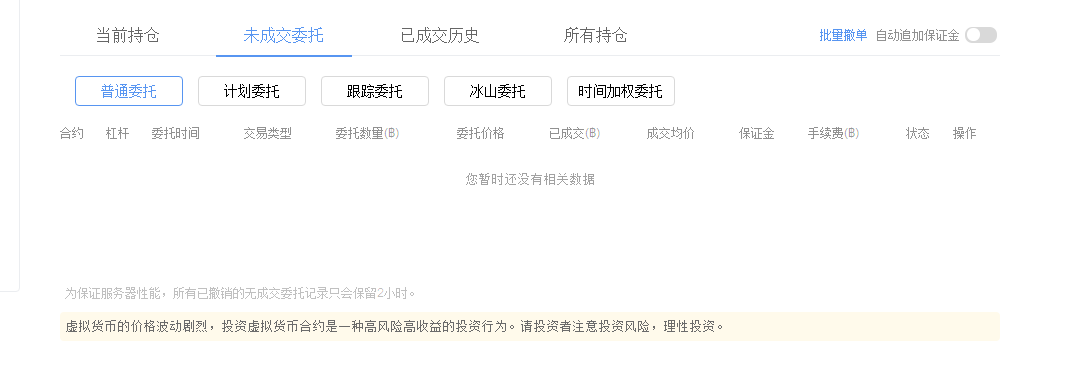 当前持仓 未成交委托 已成交历史 所有持仓 批量撤单 自动追加保证金
普通委托 计划委托 跟踪委托 冰山委托 时间加权委托
合约 杠杆 委托时间 交易类型 委托数量(฿) 委托价格 已成交(฿) 成交均价 保证金 手续费(฿) 状态 操作
您暂时还没有相关数据
为保证服务器性能，所有已撤销的无成交委托记录只会保留2小时。
虚拟货币的价格波动剧烈，投资虚拟货币合约是一种高风险高收益的投资行为。请投资者注意投资风险，理性投资。